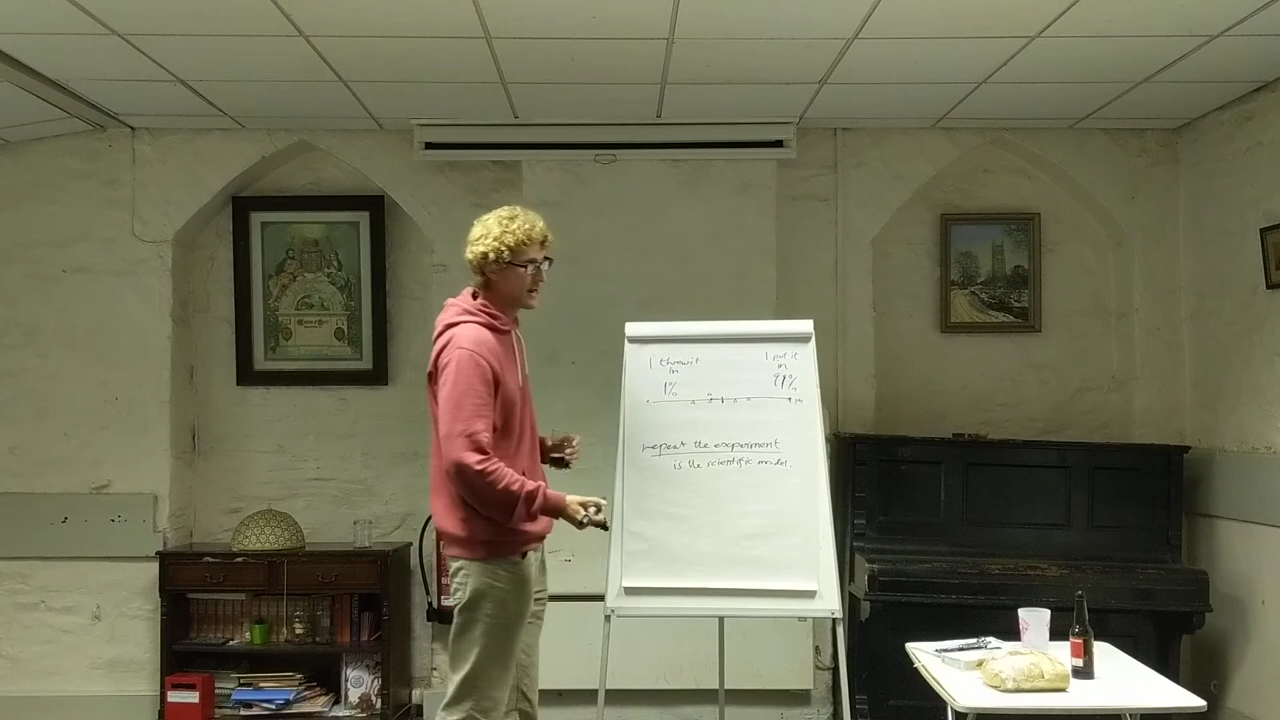 I threw it
in
1%
I put it
in
99%
repeat the experiment
is the scientific model.